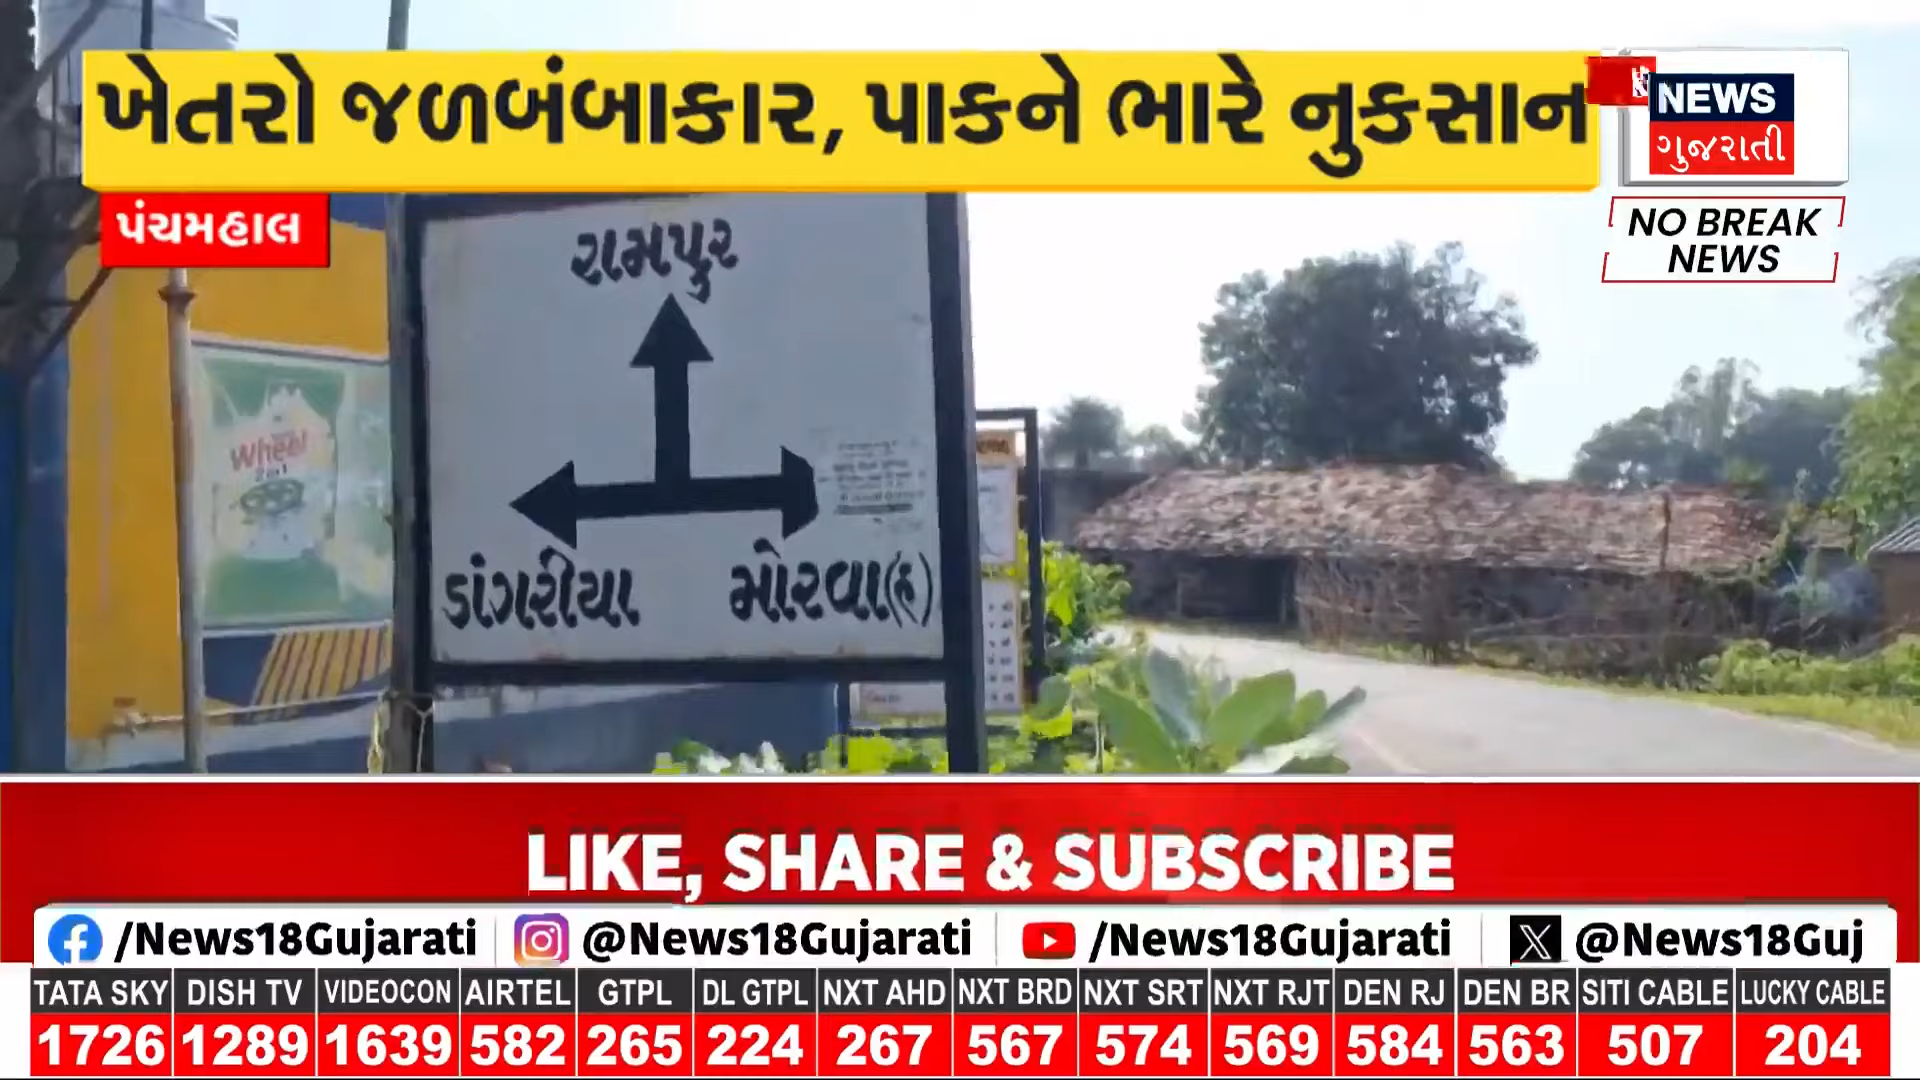 ખેતરો જળબંબાકાર, પાકને ભારે નુકસાન
NEWS
ગુજરાતી
પંચમહાલ
NO BREAK
NEWS
રામપુર
Wheel
2in1
ડાંગરીયા
મોરવા(હ)
LIKE, SHARE & SUBSCRIBE
/News18Gujarati @News18Gujarati /News18Gujarati @News18Guj
TATA SKY DISH TV VIDEOCON AIRTEL GTPL DL GTPL NXT AHD NXT BRD NXT SRT NXT RJT DEN RJ DEN BR SITI CABLE LUCKY CABLE
1726 1289 1639 582 265 224 267 567 574 569 584 563 507 204